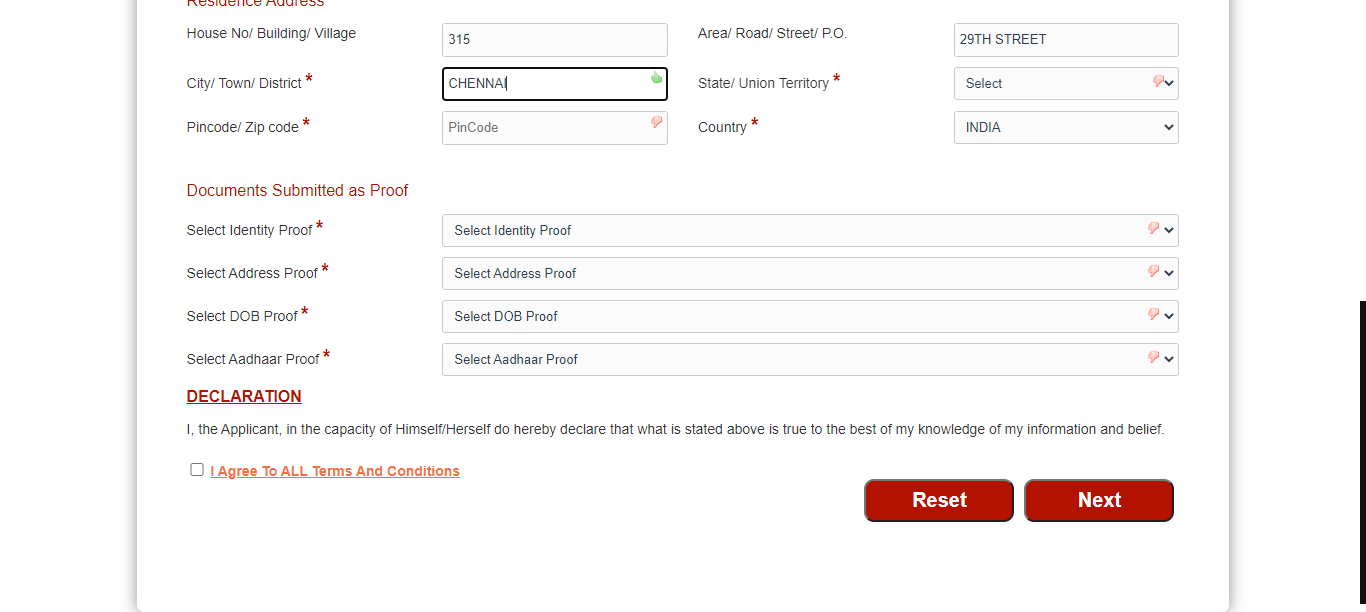 Residence Address
House No/ Building/ Village 315 Area/ Road/ Street/ P.O. 29TH STREET
City/ Town/ District * CHENNAI State/ Union Territory * Select
Pincode/ Zip code * PinCode Country * INDIA
Documents Submitted as Proof
Select Identity Proof * Select Identity Proof
Select Address Proof * Select Address Proof
Select DOB Proof * Select DOB Proof
Select Aadhaar Proof * Select Aadhaar Proof
DECLARATION
I, the Applicant, in the capacity of Himself/Herself do hereby declare that what is stated above is true to the best of my knowledge of my information and belief.
I Agree To ALL Terms And Conditions
Reset Next